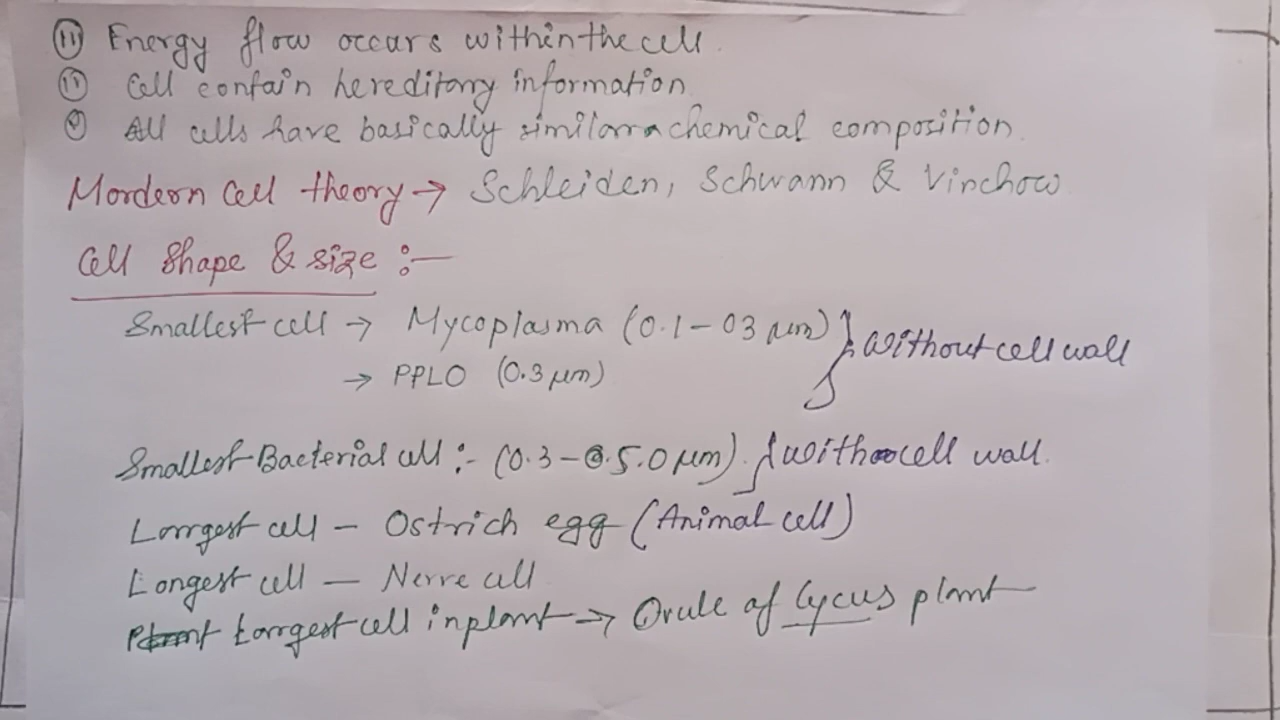 (11) Energy flow occurs within the cell.
(11) Cell contain hereditary information
All cells have basically similar chemical composition.
Mordern Cell theory → Schleiden, Schwann & Virchow
Cell Shape & size :-
Smallest cell → Mycoplasma (0.1 - 03 μm) } without cell wall
→ PPLO (0.3 μm)
Smallest Bacterial cell :- (0.3 - 5.0 μm). } with cell wall.
Largest cell - Ostrich egg (Animal cell)
Longest cell - Nerve cell
Largest cell in plant → Ovule of Cycus plant